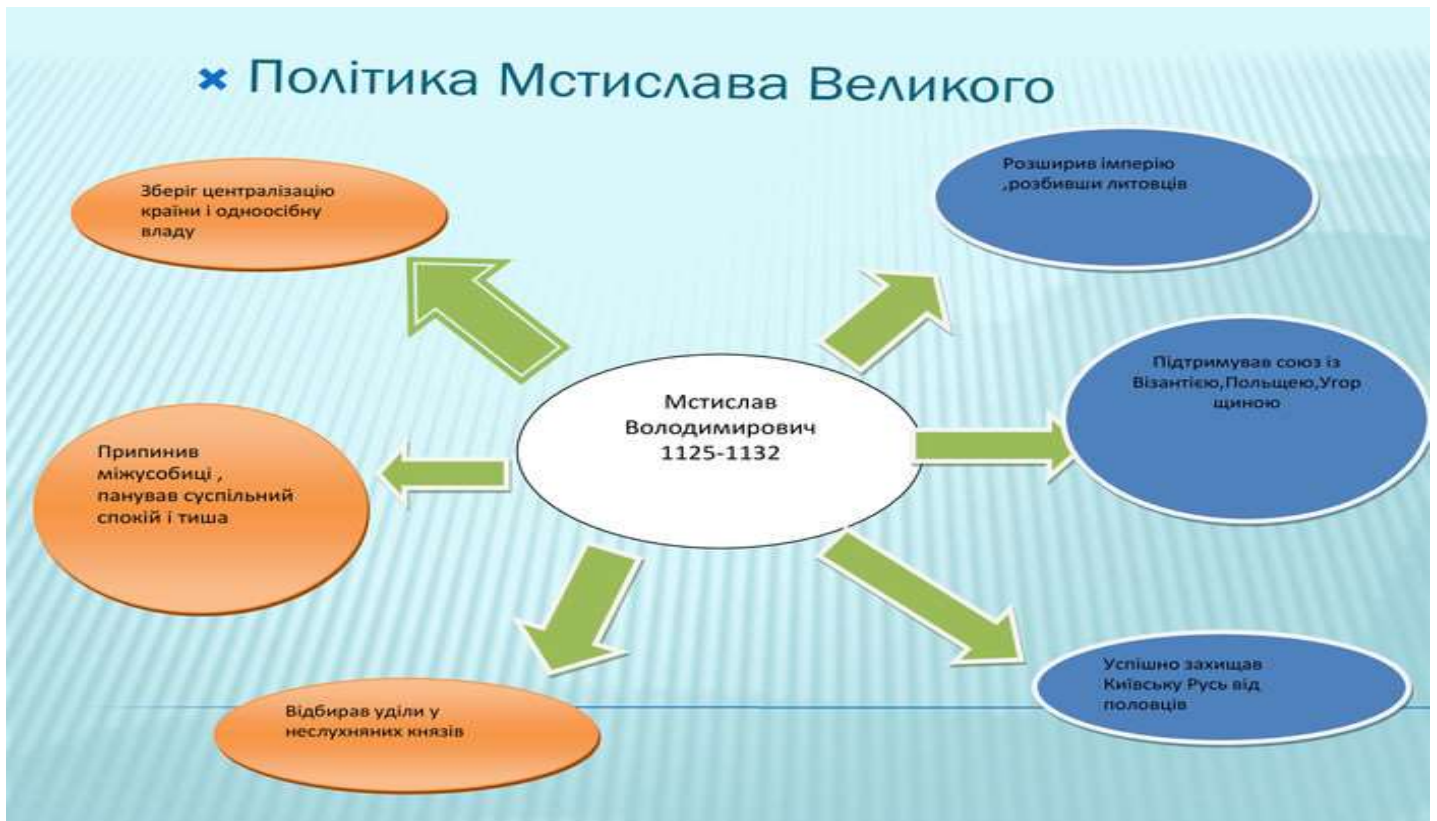 Політика Мстислава Великого
Зберіг централізацію
країни і одноосібну
владу
Припинив
міжусобиці ,
панував суспільний
спокій і тиша
Відбирав уділи у
неслухняних князів
Мстислав
Володимирович
1125-1132
Розширив імперію
,розбивши литовців
Підтримував союз із
Візантією,Польщею,Угор
щиною
Успішно захищав
Київську Русь від
половців